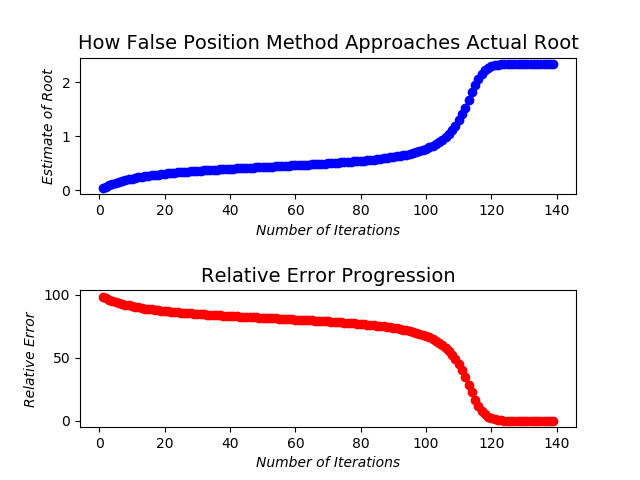 How False Position Method Approaches Actual Root
Estimate of Root
2
1
0
0 20 40 60 80 100 120 140
Number of Iterations
Relative Error Progression
Relative Error
100
50
0
0 20 40 60 80 100 120 140
Number of Iterations